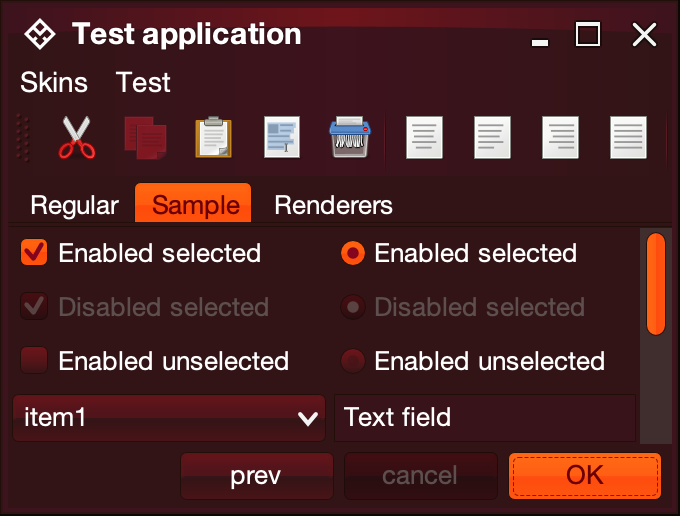 Test application
Skins Test
Regular Sample Renderers
Enabled selected Enabled selected
Disabled selected Disabled selected
Enabled unselected Enabled unselected
item1 Text field
prev cancel OK